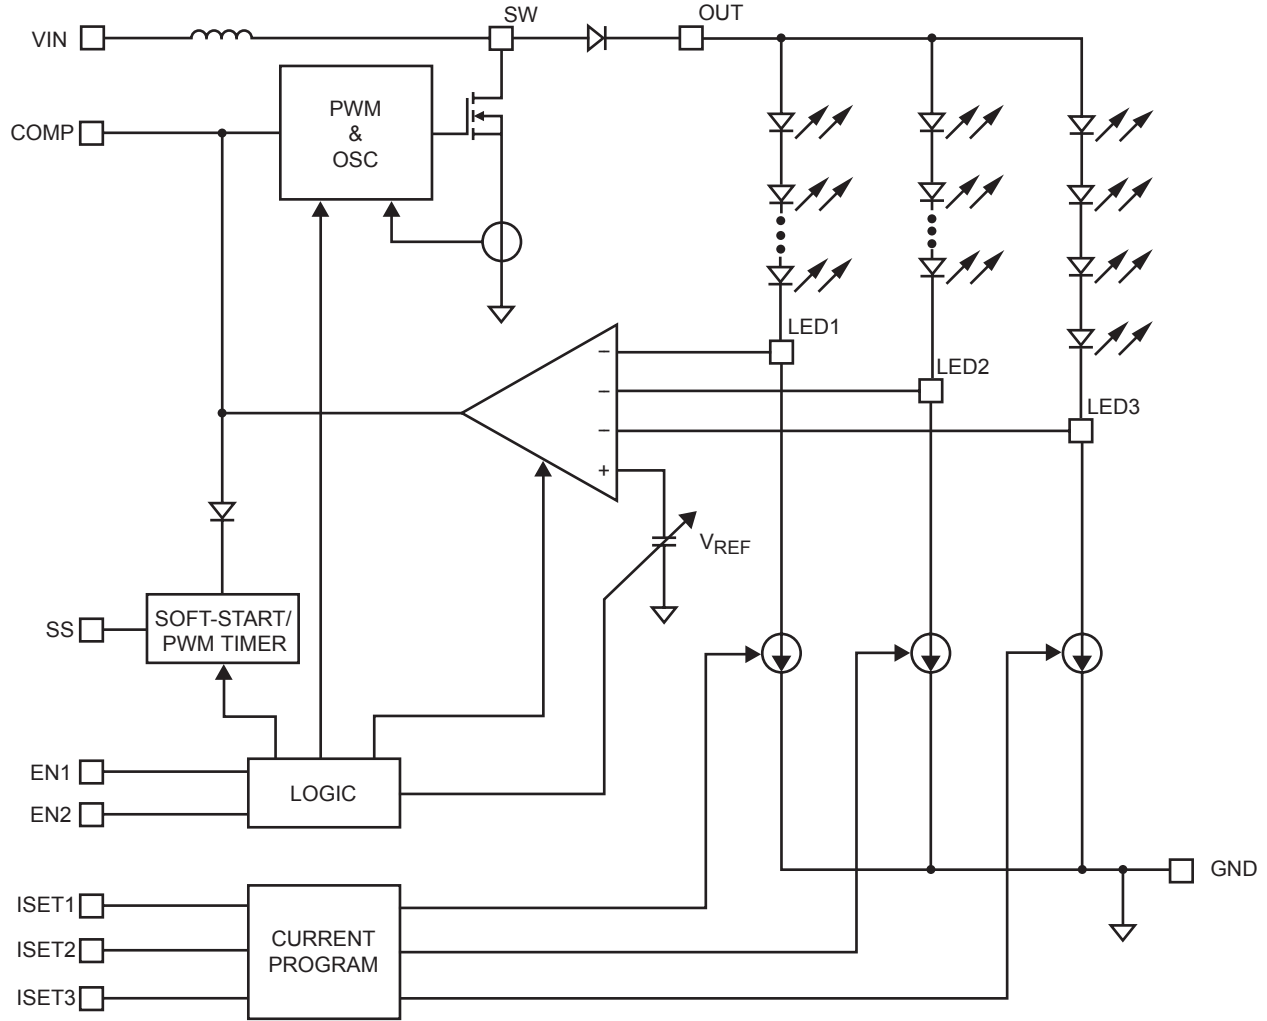 SW
OUT
VIN
PWM
&
OSC
COMP
LED1
−
LED2
−
LED3
−
+
VREF
SOFT-START/
PWM TIMER
SS
EN1
LOGIC
EN2
GND
ISET1
CURRENT
PROGRAM
ISET2
ISET3